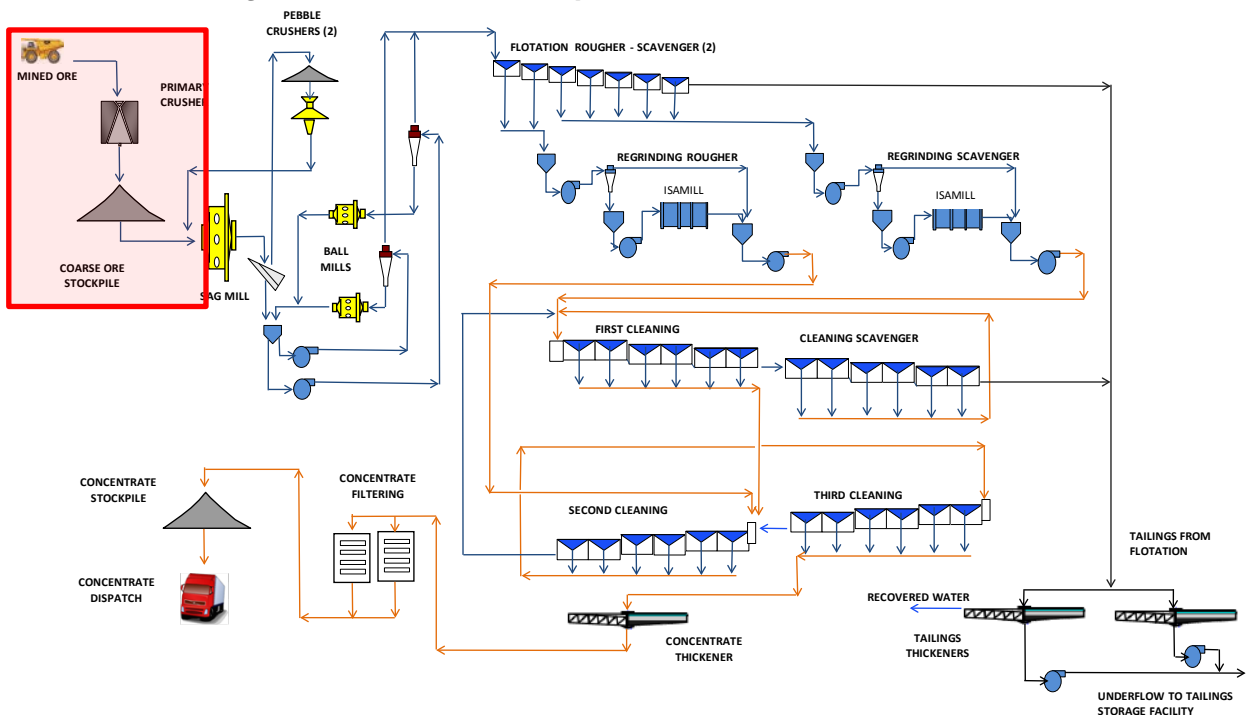 PEBBLE
CRUSHERS (2)
MINED ORE
PRIMARY
CRUSHER
COARSE ORE
STOCKPILE
SAG MILL
BALL
MILLS
FLOTATION ROUGHER - SCAVENGER (2)
REGRINDING ROUGHER
ISAMILL
REGRINDING SCAVENGER
ISAMILL
FIRST CLEANING
CLEANING SCAVENGER
SECOND CLEANING
THIRD CLEANING
CONCENTRATE
STOCKPILE
CONCENTRATE
FILTERING
CONCENTRATE
DISPATCH
CONCENTRATE
THICKENER
TAILINGS FROM
FLOTATION
RECOVERED WATER
TAILINGS
THICKENERS
UNDERFLOW TO TAILINGS
STORAGE FACILITY